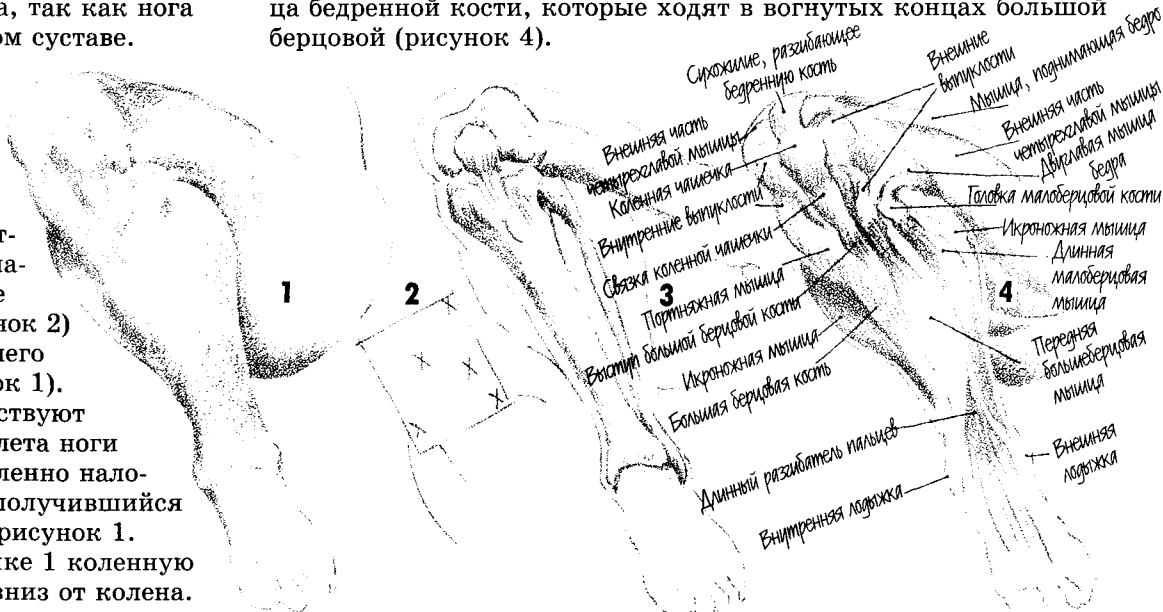 а, так как нога
ом суставе.
ца бедренной кости, которые ходят в вогнутых концах большой
берцовой (рисунок 4).
т-
на-
е
нок 2)
него
ок 1).
ствуют
лета ноги
ленно нало-
получившийся
рисунок 1.
ке 1 коленную
вниз от колена.
1
2
3
4
Сухожилие, разгибающее
бедренную кость
Внешняя часть
четырехглавой мышцы
Коленная чашечка
Внутренние выпуклости
Связка коленной чашечки
Портняжная мышца
Выступ большой берцовой кости
Икроножная мышца
Большая берцовая кость
Длинный разгибатель пальцев
Внутренняя лодыжка
Внешние
выпуклости
Мышца, поднимающая бедро
Внешняя часть
четырехглавой мышцы
Двуглавая мышца
бедра
Головка малоберцовой кости
Икроножная мышца
Длинная
малоберцовая
мышца
Передняя
большеберцовая
мышца
Внешняя
лодыжка